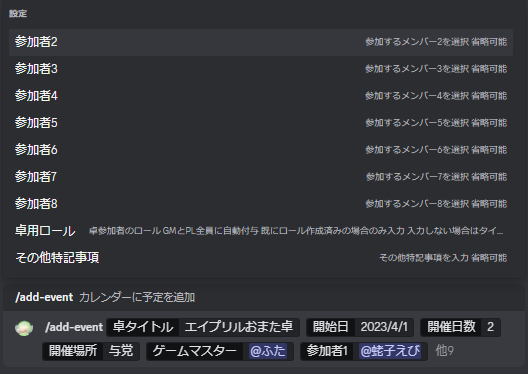 設定
参加者2 参加するメンバー2を選択 省略可能
参加者3 参加するメンバー3を選択 省略可能
参加者4 参加するメンバー4を選択 省略可能
参加者5 参加するメンバー5を選択 省略可能
参加者6 参加するメンバー6を選択 省略可能
参加者7 参加するメンバー7を選択 省略可能
参加者8 参加するメンバー8を選択 省略可能
卓用ロール 卓参加者のロール GMとPL全員に自動付与 既にロール作成済みの場合のみ入力 入力しない場合はタイ...
その他特記事項 その他特記事項を入力 省略可能
/add-event カレンダーに予定を追加
/add-event 卓タイトル エイプリルおまた卓 開始日 2023/4/1 開催日数 2
開催場所 与党 ゲームマスター @ふた 参加者1 @蛯子えび 他9